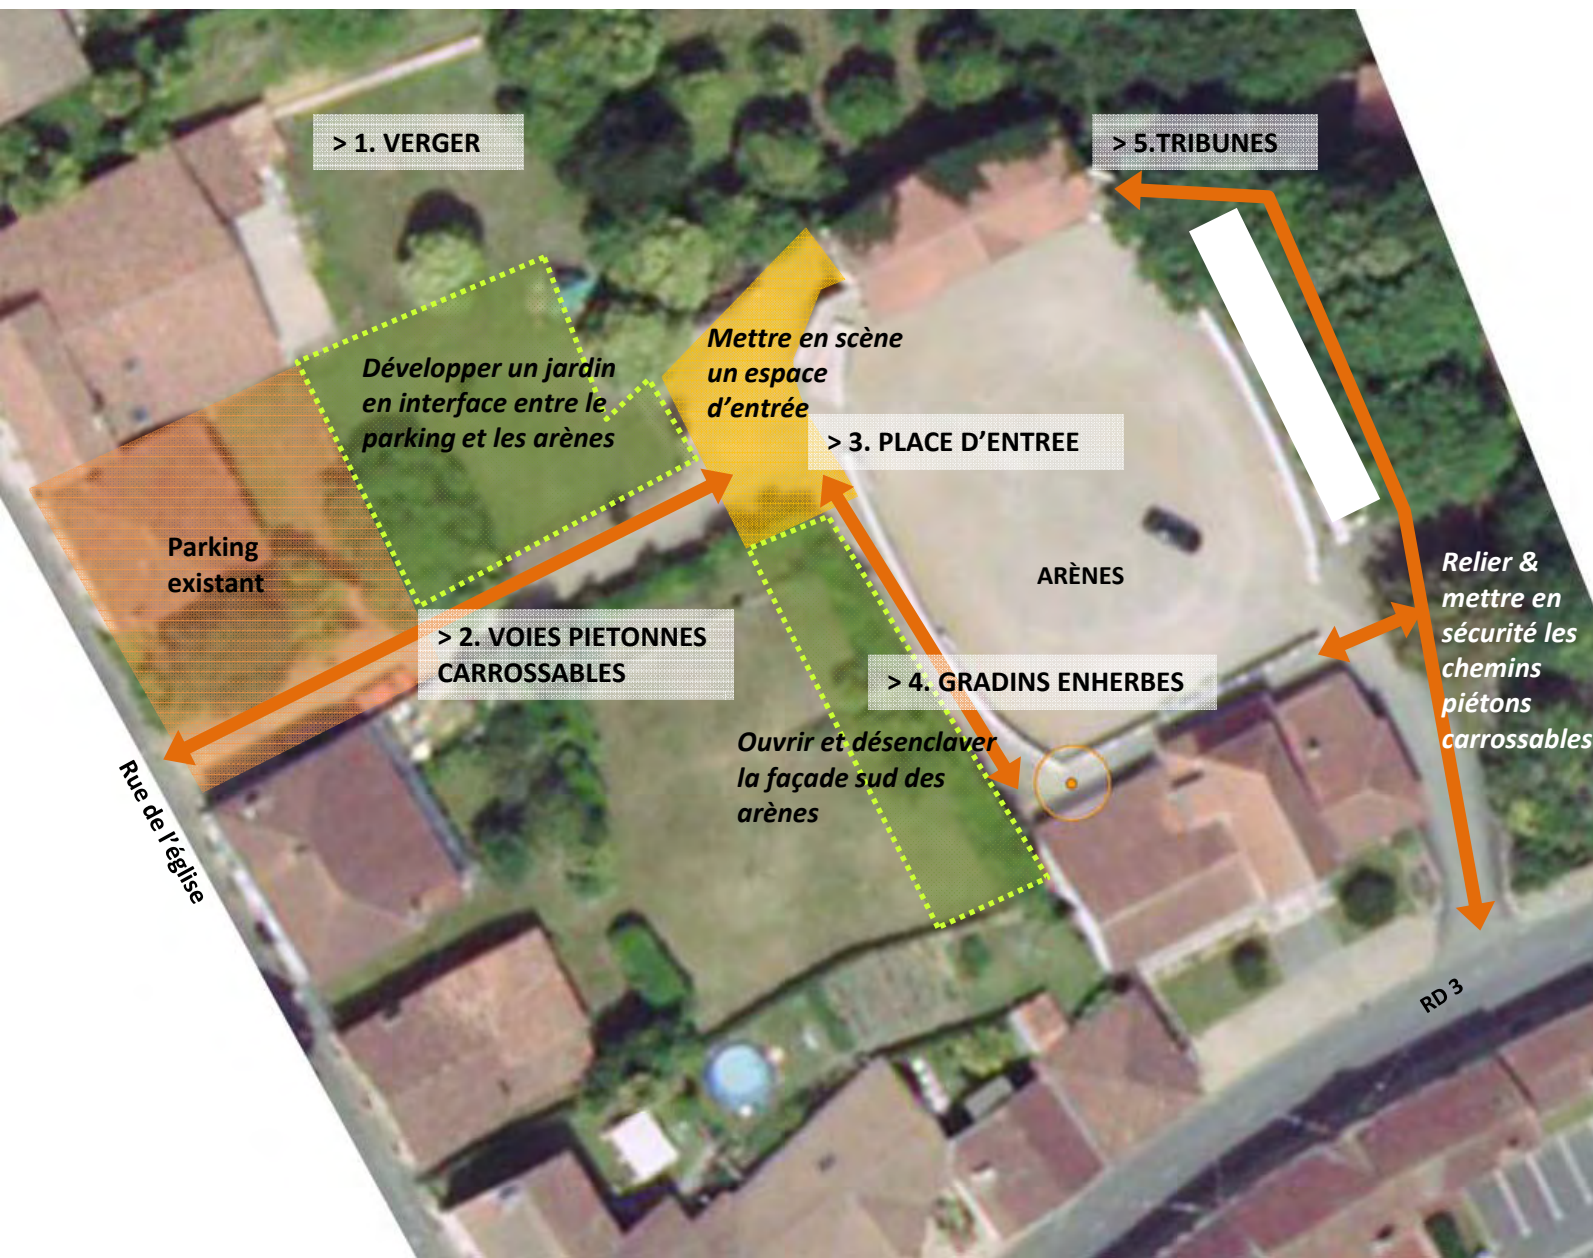 > 1. VERGER
> 5.TRIBUNES
Mettre en scène
un espace
d'entrée
Développer un jardin
en interface entre le
parking et les arènes
> 3. PLACE D'ENTREE
Parking
existant
ARÈNES
Relier &
mettre en
sécurité les
chemins
piétons
carrossables
> 2. VOIES PIETONNES
CARROSSABLES
> 4. GRADINS ENHERBES
Ouvrir et désenclaver
la façade sud des
arènes
Rue de l'église
RD 3